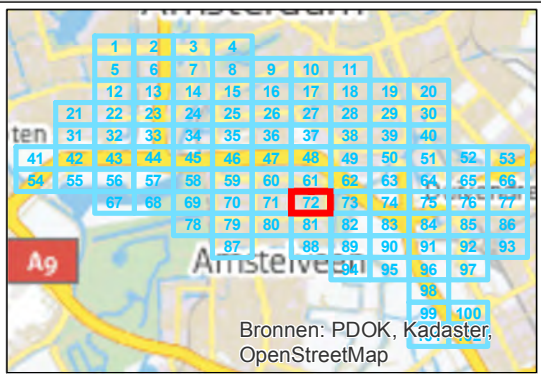 Amsterdam
1 2 3 4
5 6 7 8 9 10 11
12 13 14 15 16 17 18 19 20
21 22 23 24 25 26 27 28 29 30
ten 31 32 33 34 35 36 37 38 39 40
41 42 43 44 45 46 47 48 49 50 51 52 53
54 55 56 57 58 59 60 61 62 63 64 65 66
67 68 69 70 71 72 73 74 75 76 77
78 79 80 81 82 83 84 85 86
A9 87 Amstelveen 88 89 90 91 92 93
94 95 96 97
98
99 100
Bronnen: PDOK, Kadaster,
OpenStreetMap